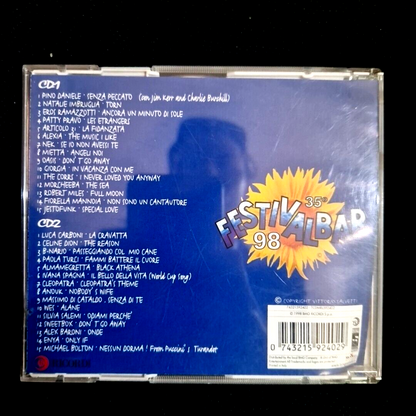 CD1
1 PINO DANIELE : SENZA PECCATO (con Jim Kerr and Charlie Burchill)
2 NATALIE IMBRUGLIA : TORN
3 EROS RAMAZZOTTI : ANCORA UN MINUTO DI SOLE
4 PATTY PRAVO : LES ETRANGERS
5 ARTICOLO 31 : LA FIDANZATA
6 ALEXIA : THE MUSIC I LIKE
7 NEK : SE IO NON AVESSI TE
8 MIETTA : ANGELI NOI
9 OASIS : DON'T GO AWAY
10 GIORGIA : IN VACANZA CON ME
11 THE CORRS : I NEVER LOVED YOU ANYWAY
12 MORCHEEBA : THE SEA
13 ROBERT MILES : FULL MOON
14 FIORELLA MANNOIA : NON SONO UN CANTAUTORE
15 JESTOFUNK : SPECIAL LOVE
CD2
1 LUCA CARBONI : LA CRAVATTA
2 CELINE DION : THE REASON
3 B-NARIO : PASSEGGIANDO COL MIO CANE
4 PAOLA TURCI : FAMMI BATTERE IL CUORE
5 ALMAMEGRETTA : BLACK ATHENA
6 IVANA SPAGNA : IL BELLO DELLA VITA (World Cup Song)
7 CLEOPATRA : CLEOPATRA'S THEME
8 ANOUK : NOBODY'S WIFE
9 MASSIMO DI CATALDO : SENZA DI TE
10 WES : ALANE
11 SILVIA SALEMI : ODIAMI PERCHE'
12 SWEETBOX : DON'T GO AWAY
13 ALEX BARONI : ONDE
14 ENYA : ONLY IF
15 MICHAEL BOLTON : NESSUN DORMA! From Puccini's Turandot
35°
FESTIVALBAR
98
© COPYRIGHT VITTORIO SALVETTI
0 743215 924029